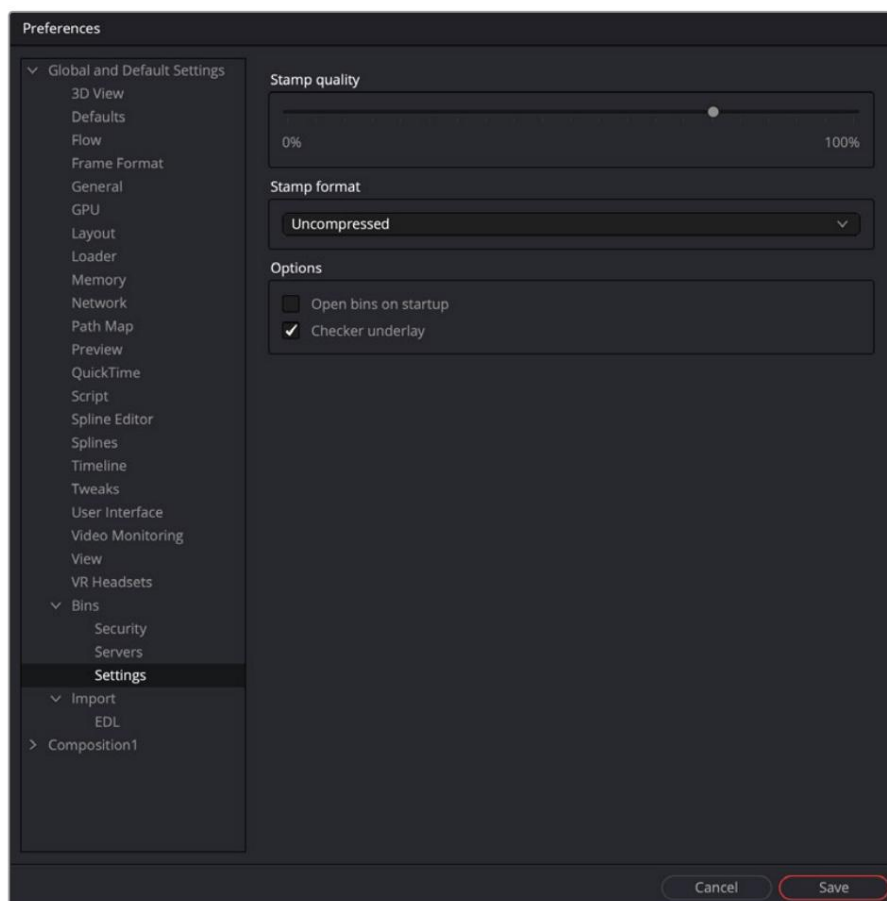 Preferences
Global and Default Settings
3D View
Defaults
Flow
Frame Format
General
GPU
Layout
Loader
Memory
Network
Path Map
Preview
QuickTime
Script
Spline Editor
Splines
Timeline
Tweaks
User Interface
Video Monitoring
View
VR Headsets
Bins
Security
Servers
Settings
Import
EDL
Composition1
Stamp quality
0% 100%
Stamp format
Uncompressed
Options
Open bins on startup
Checker underlay
Cancel Save